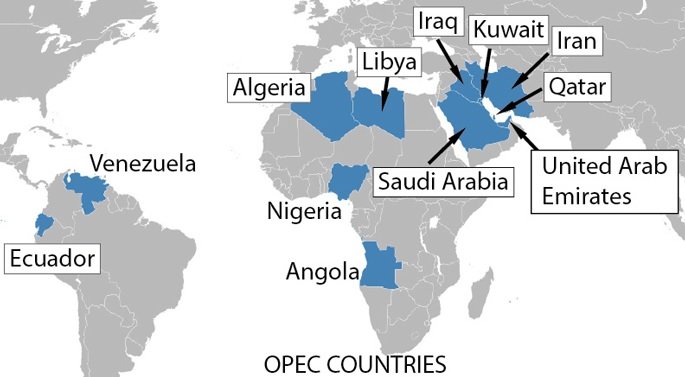 Iraq
Kuwait
Iran
Libya
Algeria
Qatar
Venezuela
Saudi Arabia
United Arab
Emirates
Nigeria
Ecuador
Angola
OPEC COUNTRIES